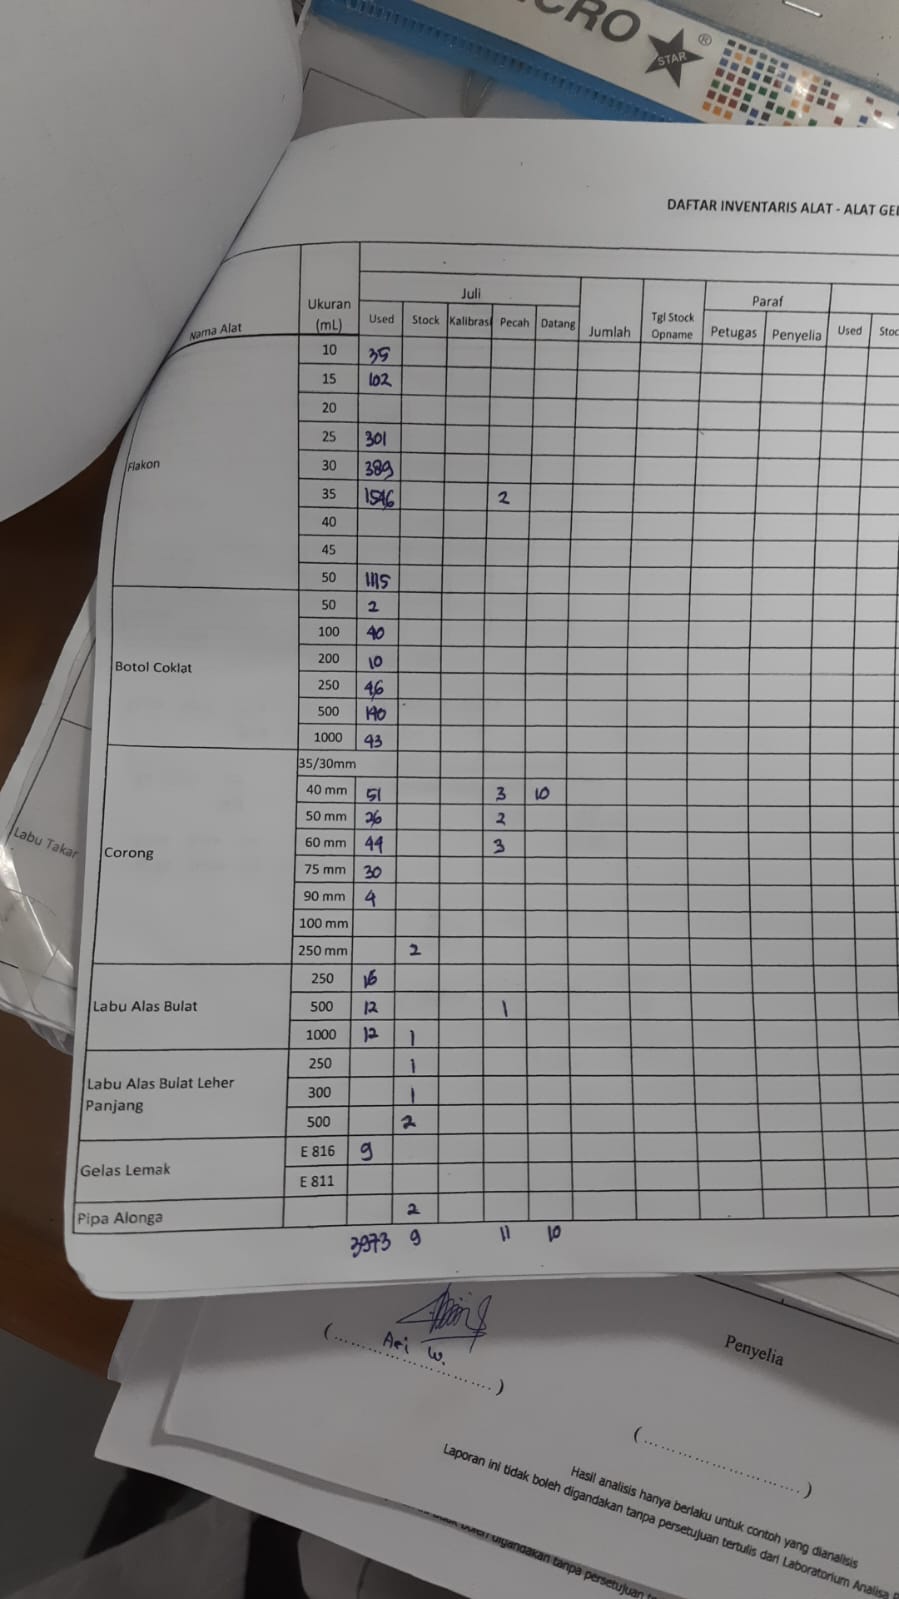 CRO
STAR
®
DAFTAR INVENTARIS ALAT - ALAT GEL
Nama Alat Ukuran (mL) Juli Jumlah Tgl Stock Opname Paraf
Used Stock Kalibrasi Pecah Datang Petugas Penyelia Used Stoc
Flakon
10 35
15 102
20
25 301
30 389
35 1546 2
40
45
50 1115
Botol Coklat
50 2
100 40
200 10
250 46
500 140
1000 43
Corong
35/30mm
40 mm 51 3 10
50 mm 26 2
60 mm 44 3
75 mm 30
90 mm 4
100 mm
250 mm 2
Labu Alas Bulat
250 16
500 12 1
1000 12 1
Labu Alas Bulat Leher Panjang
250 1
300 1
500 2
Gelas Lemak
E 816 9
E 811
Pipa Alonga 2
3973 9 11 10
Labu Takar
(.................... )
Ari W.
Penyelia
(.................... )
Hasil analisis hanya berlaku untuk contoh yang dianalisis
Laporan ini tidak boleh digandakan tanpa persetujuan tertulis dari Laboratorium Analisa
digandakan tanpa persetujuan